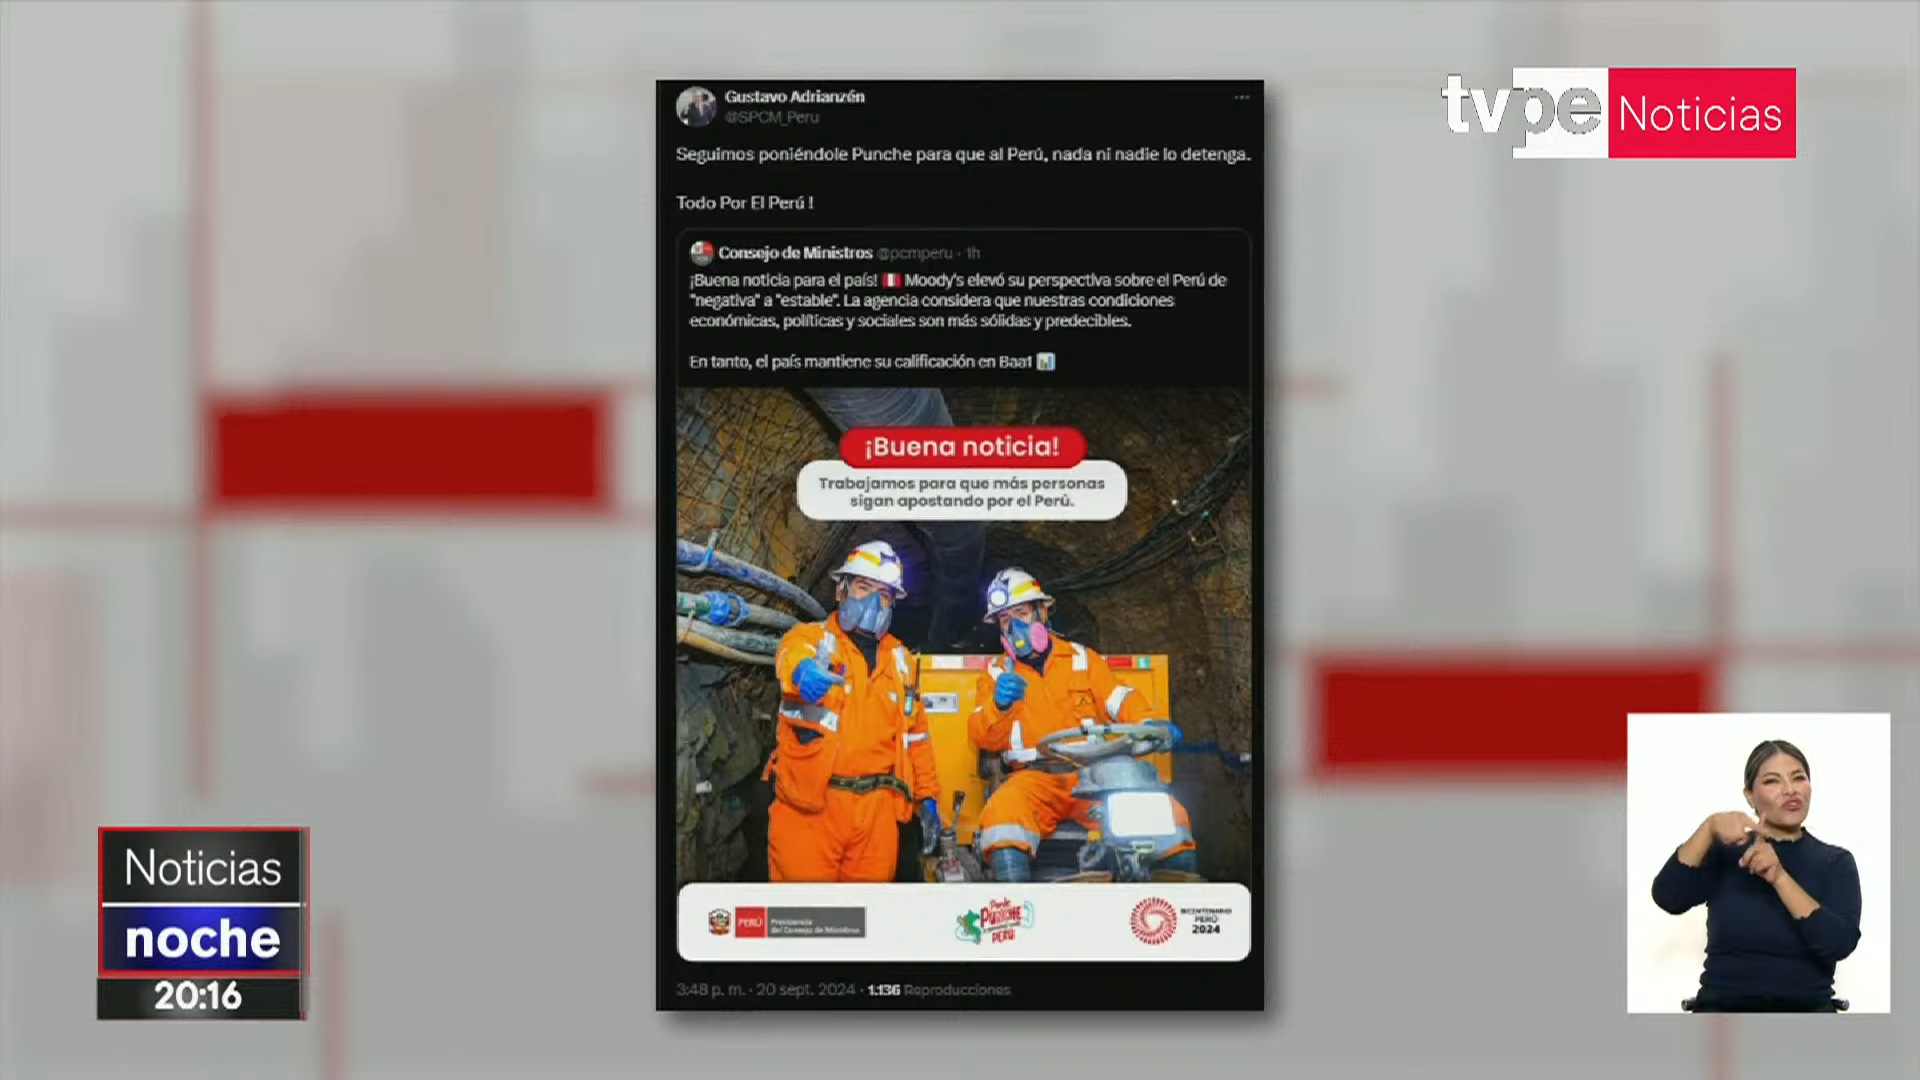 Gustavo Adrianzén
@SPCM_Peru
Seguimos poniéndole Punche para que al Perú, nada ni nadie lo detenga.
Todo Por El Perú !
Consejo de Ministros @pcmperu · 1h
¡Buena noticia para el país! Moody's elevó su perspectiva sobre el Perú de
"negativa" a "estable". La agencia considera que nuestras condiciones
económicas, políticas y sociales son más sólidas y predecibles.
En tanto, el país mantiene su calificación en Baa1
¡Buena noticia!
Trabajamos para que más personas
sigan apostando por el Perú.
PERÚ
Presidencia
del Consejo de Ministros
PUNCHE
PERÚ
BICENTENARIO
PERÚ
2024
3:48 p. m. · 20 sept. 2024 · 1.136 Reproducciones
tvpe Noticias
Noticias
noche
20:16